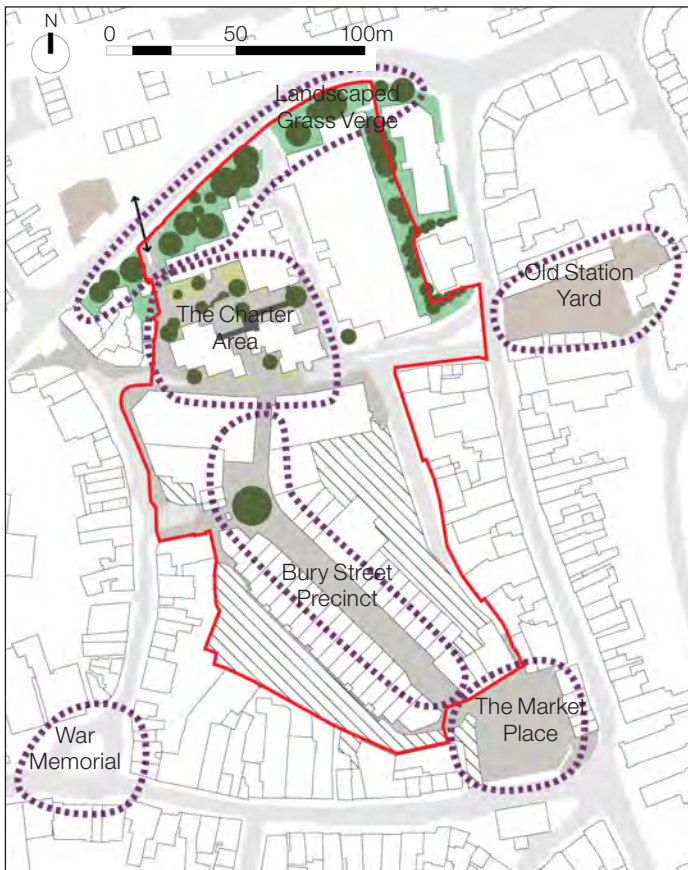 N
0 50 100m
Landscaped
Grass Verge
Old Station
Yard
The Charter
Area
Bury Street
Precinct
The Market
Place
War
Memorial